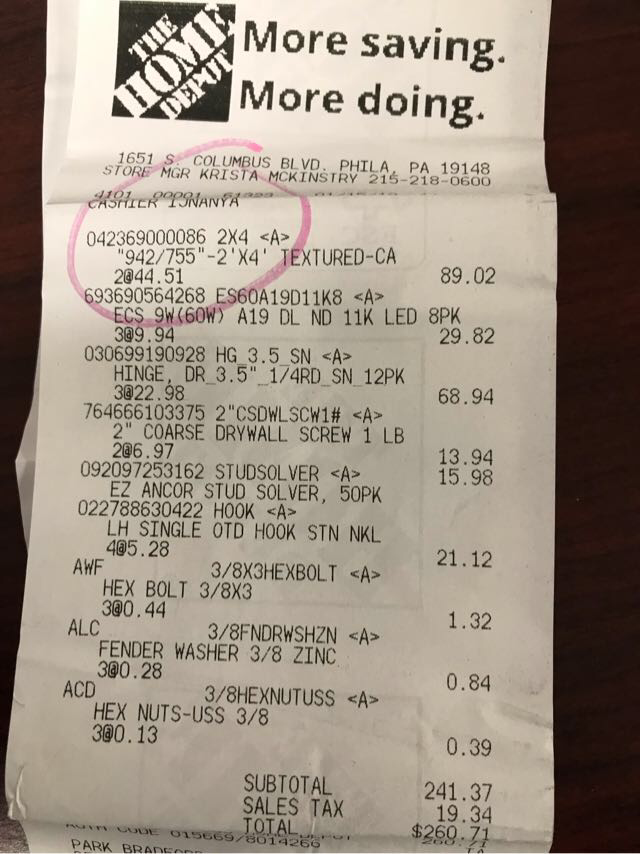 THE
HOME
DEPOT
More saving.
More doing.
1651 S. COLUMBUS BLVD. PHILA, PA 19148
STORE MGR KRISTA MCKINSTRY 215-218-0600
CASHIER IJNANYA
042369000086 2X4 <A>
"942/755"-2'X4' TEXTURED-CA
2@44.51 89.02
693690564268 ES60A19D11K8 <A>
ECS 9W(60W) A19 DL ND 11K LED 8PK
3@9.94 29.82
030699190928 HG_3.5_SN <A>
HINGE, DR_3.5"_1/4RD_SN_12PK
3@22.98 68.94
764666103375 2"CSDWLSCW1# <A>
2" COARSE DRYWALL SCREW 1 LB
2@6.97 13.94
092097253162 STUDSOLVER <A> 15.98
EZ ANCOR STUD SOLVER, 50PK
022788630422 HOOK <A>
LH SINGLE OTD HOOK STN NKL
4@5.28 21.12
AWF 3/8X3HEXBOLT <A>
HEX BOLT 3/8X3
3@0.44 1.32
ALC 3/8FNDRWSHZN <A>
FENDER WASHER 3/8 ZINC
3@0.28 0.84
ACD 3/8HEXNUTUSS <A>
HEX NUTS-USS 3/8
3@0.13 0.39
SUBTOTAL 241.37
SALES TAX 19.34
TOTAL $260.71
AUTH CODE 015669/8014266
PARK